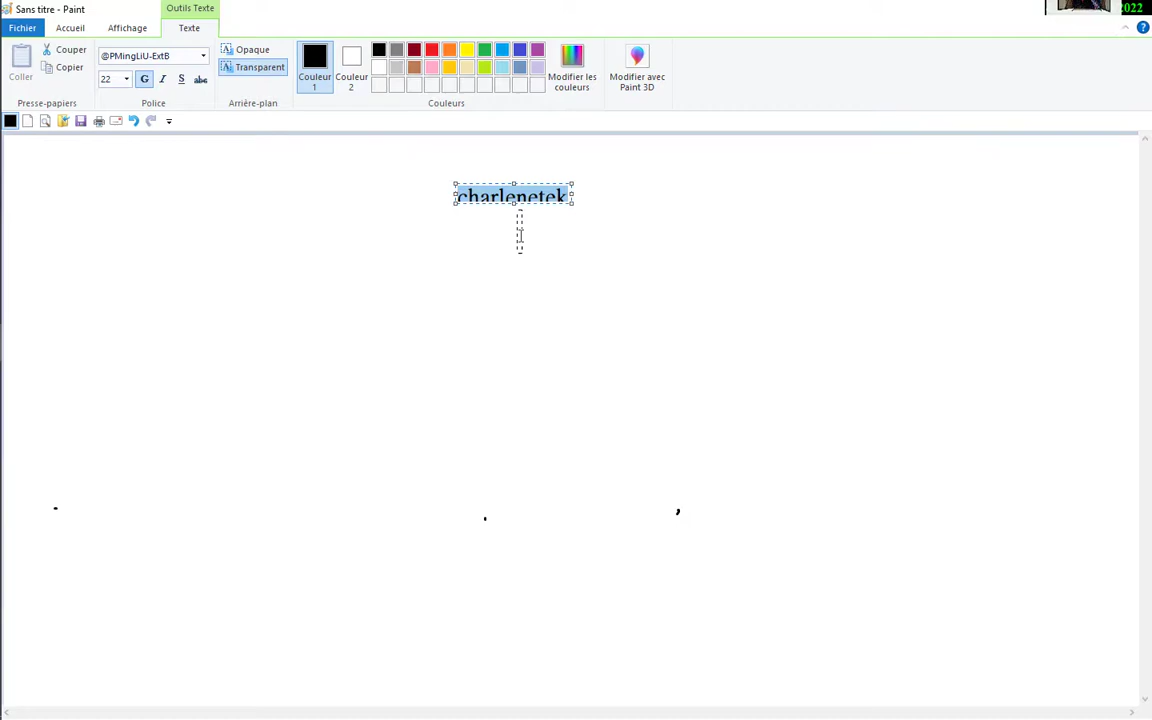 Sans titre - Paint
Outils Texte
2022
Fichier
Accueil
Affichage
Texte
Coller
Couper
Copier
Presse-papiers
@PMingLiU-ExtB
22
G I S abc
Police
Opaque
Transparent
Arrière-plan
Couleur 1
Couleur 2
Modifier les couleurs
Couleurs
Modifier avec Paint 3D
charlenetek